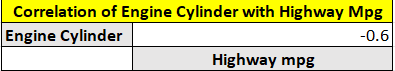 Correlation of Engine Cylinder with Highway Mpg
Engine Cylinder -0.6
Highway mpg